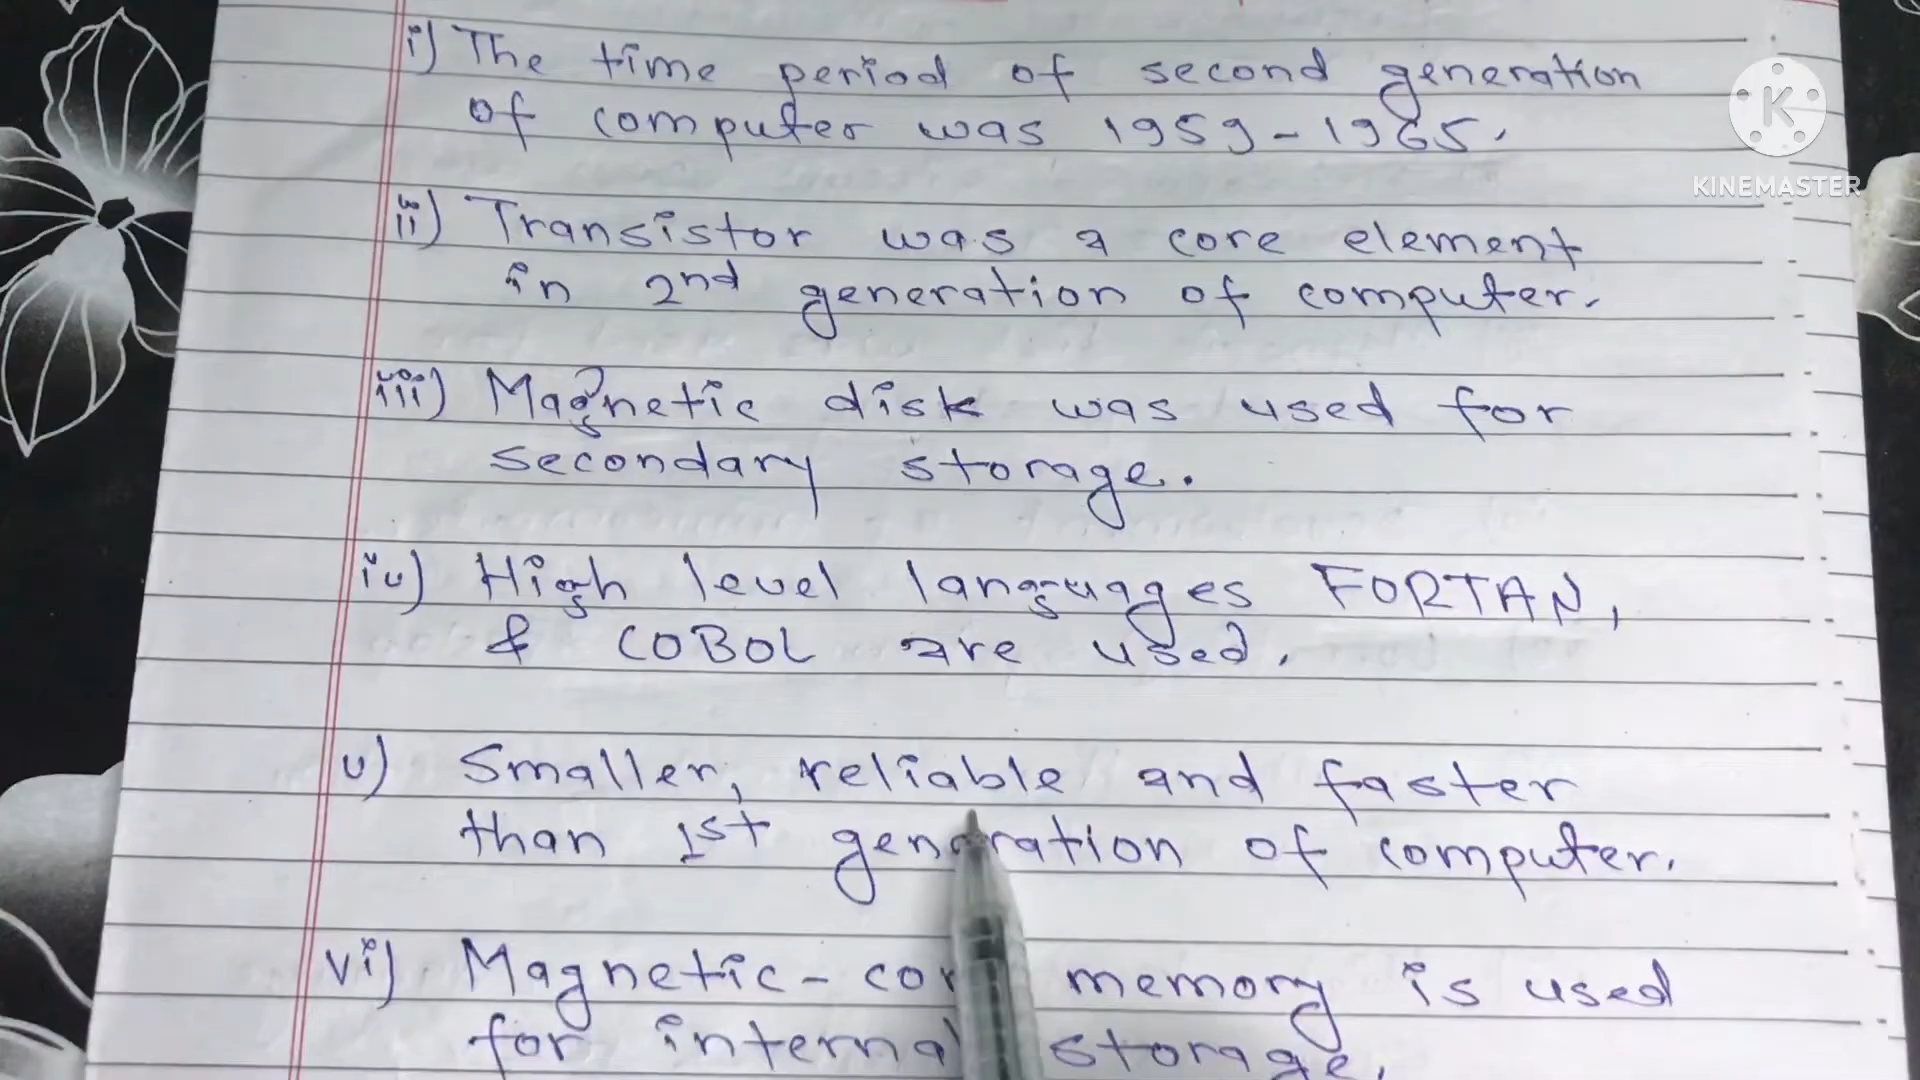 i) The time period of second generation
of computer was 1959-1965.
K
KINEMASTER
ii) Transistor was a core element
in 2nd generation of computer.
iii) Magnetic disk was used for
secondary storage.
iv) High level languages FORTAN,
& COBOL are used.
v) Smaller, reliable and faster
than 1st generation of computer.
vi) Magnetic-core memory is used
for internal storage.